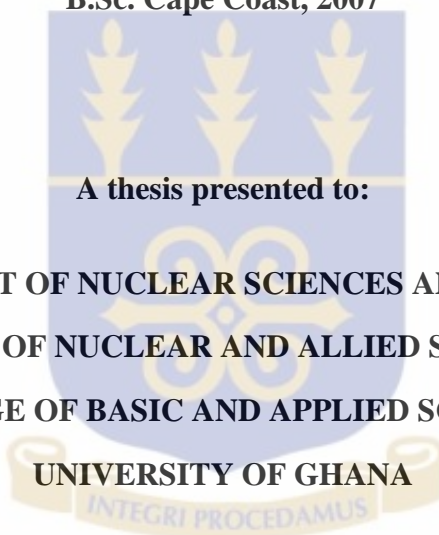 B.Sc. Cape Coast, 2007
A thesis presented to:
OF NUCLEAR SCIENCES
OF NUCLEAR AND ALLIED
OF BASIC AND APPLIED
UNIVERSITY OF GHANA
INTEGRI PROCEDAMUS